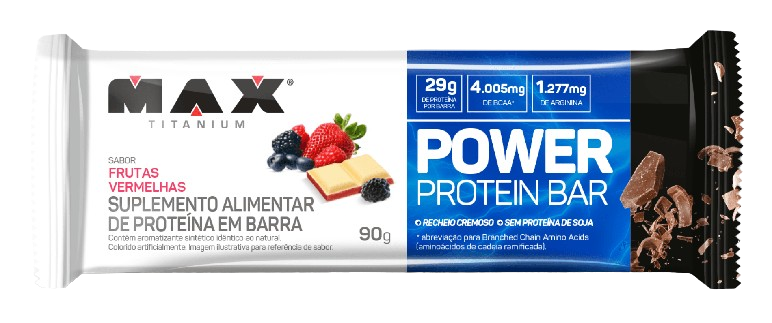 MAX®
TITANIUM
SABOR
FRUTAS
VERMELHAS
SUPLEMENTO ALIMENTAR
DE PROTEÍNA EM BARRA
Contém aromatizante sintético idêntico ao natural.
Colorido artificialmente. Imagem ilustrativa para referência de sabor.
90g
29g
DE PROTEÍNA
POR BARRA
4.005mg
DE BCAA*
1.277mg
DE ARGININA
POWER
PROTEIN BAR
RECHEIO CREMOSO SEM PROTEÍNA DE SOJA
* abreviação para Branched Chain Amino Acids
(aminoácidos de cadeia ramificada).